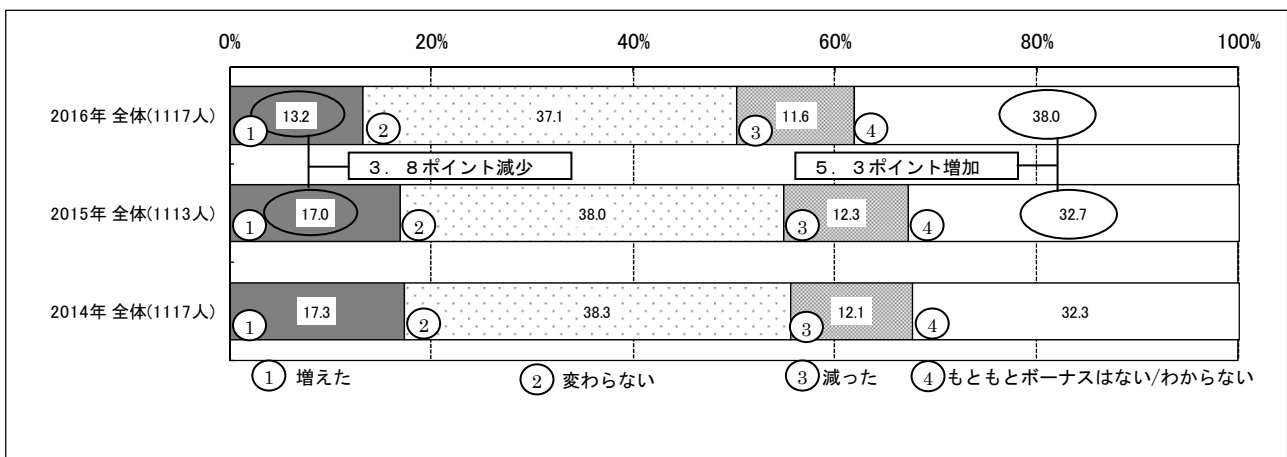 0% 20% 40% 60% 80% 100%
2016年 全体(1117人) ① 13.2 ② 37.1 ③ 11.6 ④ 38.0
3．8ポイント減少 5．3ポイント増加
2015年 全体(1113人) ① 17.0 ② 38.0 ③ 12.3 ④ 32.7
2014年 全体(1117人) ① 17.3 ② 38.3 ③ 12.1 ④ 32.3
① 増えた ② 変わらない ③ 減った ④ もともとボーナスはない/わからない